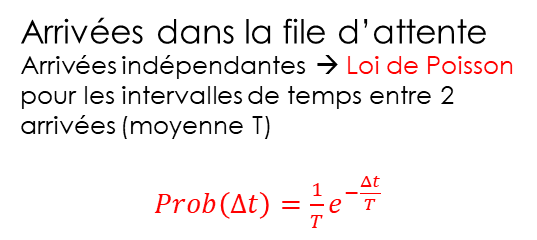 Arrivées dans la file d’attente
Arrivées indépendantes → Loi de Poisson
pour les intervalles de temps entre 2
arrivées (moyenne T)
Prob(Δt) = 1/T e^(-Δt/T)